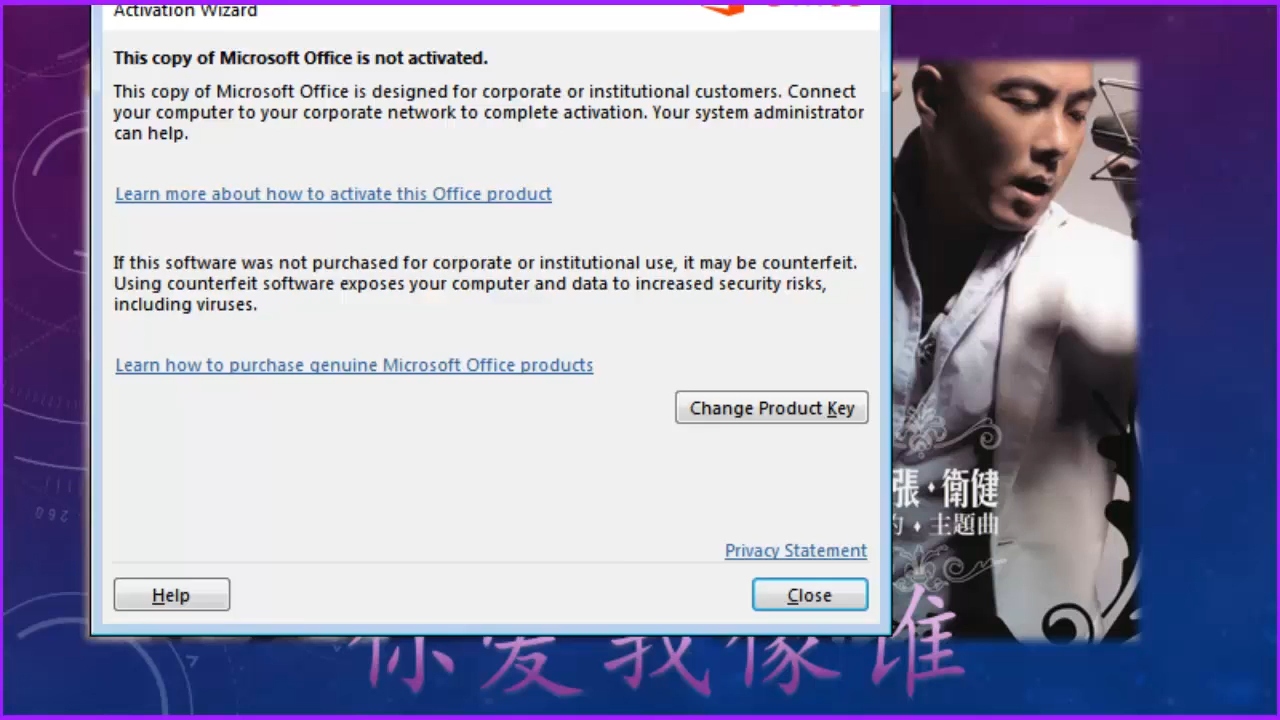 Activation Wizard
This copy of Microsoft Office is not activated.
This copy of Microsoft Office is designed for corporate or institutional customers. Connect
your computer to your corporate network to complete activation. Your system administrator
can help.
Learn more about how to activate this Office product
If this software was not purchased for corporate or institutional use, it may be counterfeit.
Using counterfeit software exposes your computer and data to increased security risks,
including viruses.
Learn how to purchase genuine Microsoft Office products
Change Product Key
張・衛健
的・主題曲
260
Privacy Statement
Help
Close
你爱我像谁